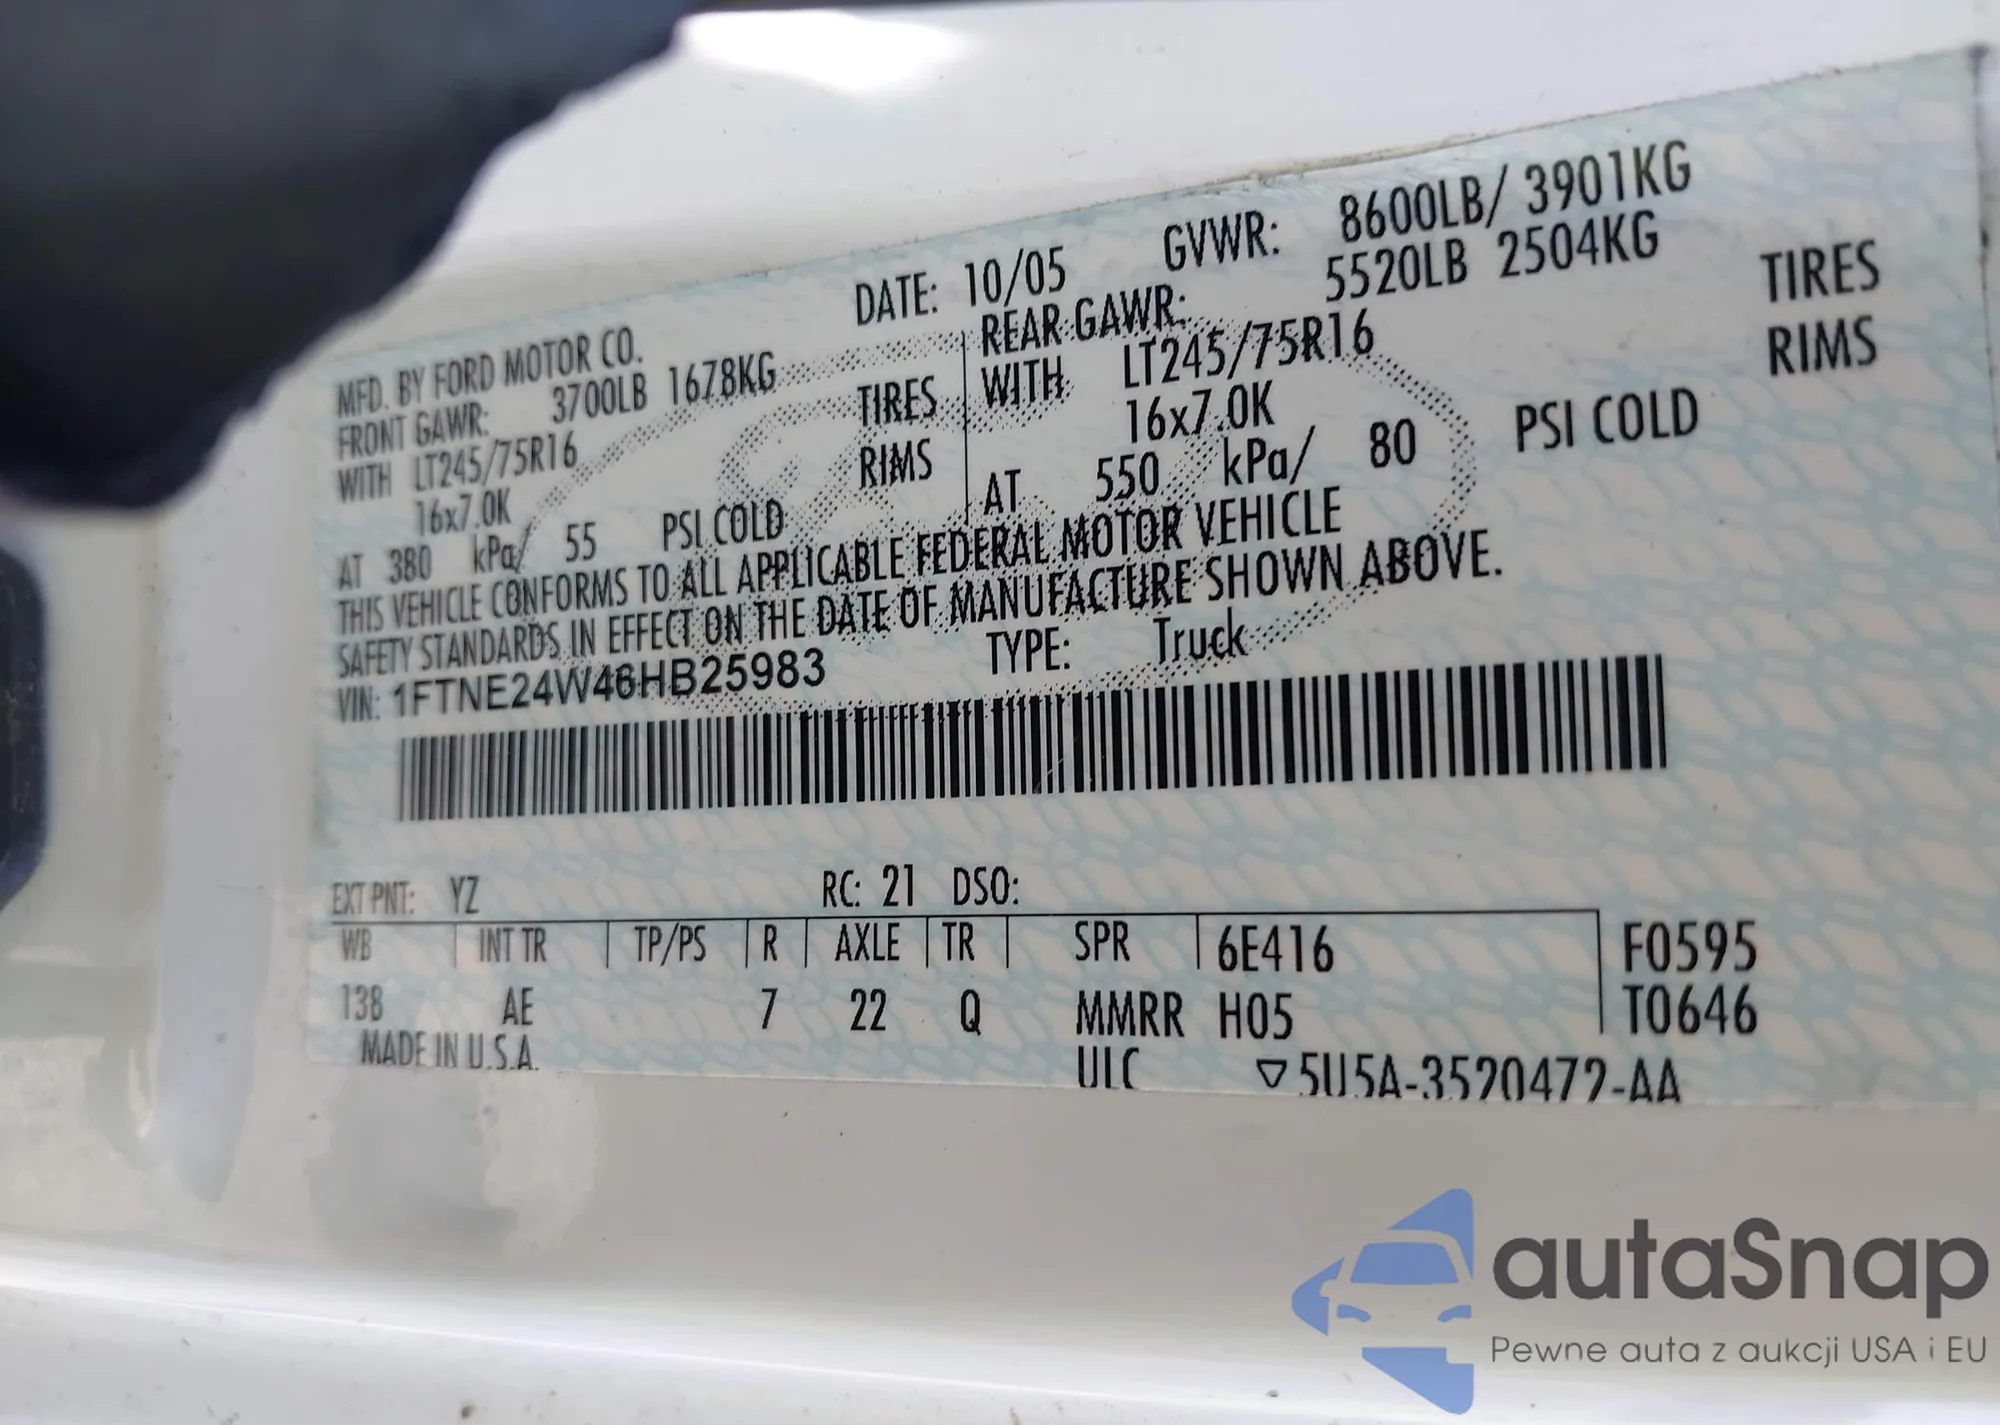 DATE: 10/05 GVWR: 8600LB/ 3901KG
MFD. BY FORD MOTOR CO.
FRONT GAWR: 3700LB 1678KG
WITH LT245/75R16 TIRES
16x7.0K RIMS
AT 380 kPa/ 55 PSI COLD
REAR GAWR: 5520LB 2504KG
WITH LT245/75R16 TIRES
16x7.0K RIMS
AT 550 kPa/ 80 PSI COLD
THIS VEHICLE CONFORMS TO ALL APPLICABLE FEDERAL MOTOR VEHICLE
SAFETY STANDARDS IN EFFECT ON THE DATE OF MANUFACTURE SHOWN ABOVE.
VIN: 1FTNE24W46HB25983 TYPE: Truck
EXT PNT: YZ RC: 21 DSO:
WB INT TR TP/PS R AXLE TR SPR 6E416 F0595
138 AE 7 22 Q MMRR H05 T0646
MADE IN U.S.A. ULC ▽5U5A-3520472-AA
autaSnap
Pewne auta z aukcji USA i EU